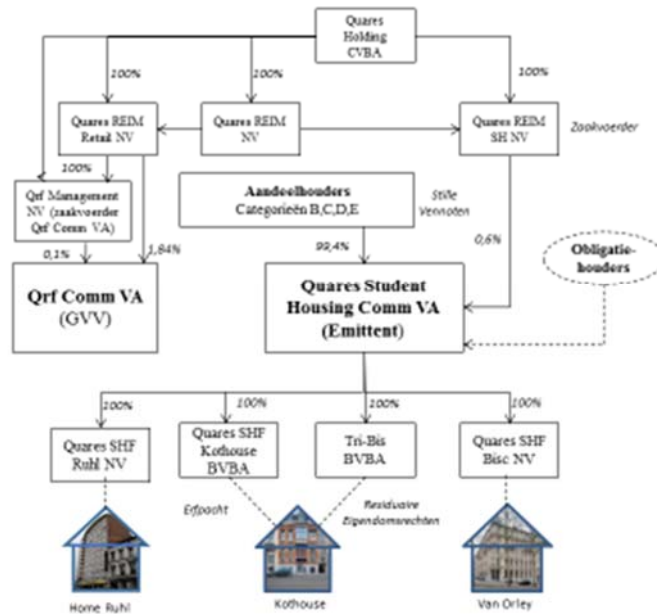 Quares
Holding
CVBA
100%
100%
100%
Quares REIM
Retail NV
Quares REIM
NV
Quares REIM
SH NV
Zaakvoerder
100%
Qrf Management
NV (zaakvoerder
Qrf Comm VA)
Aandeelhouders
Categorieën B,C,D,E
Stille
Vennoten
0,1%
1,84%
99,4%
0,6%
Obligatie-
houders
Qrf Comm VA
(GVV)
Quares Student
Housing Comm VA
(Emittent)
100%
100%
100%
100%
Quares SHF
Ruhl NV
Quares SHF
Kothouse
BVBA
Tri-Bis
BVBA
Quares SHF
Bisc NV
Erfpacht
Residuaire
Eigendomsrechten
Home Ruhl
Kothouse
Van Orley